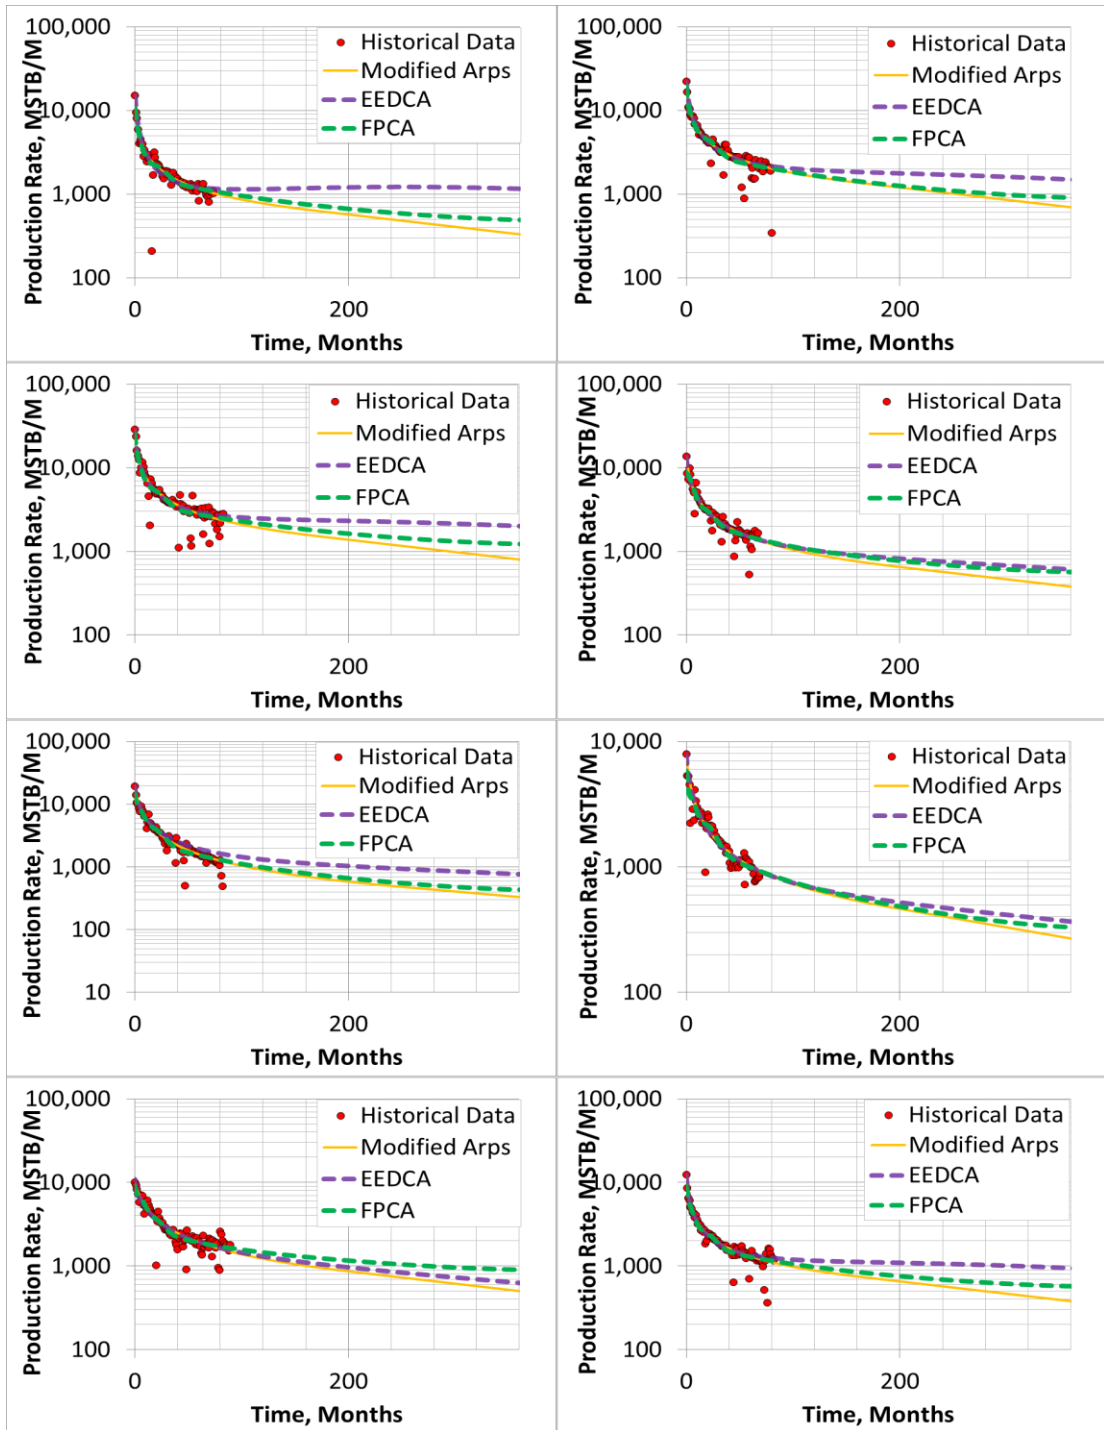 Production Rate, MSTB/M
100,000
10,000
1,000
100
0
200
Time, Months
Historical Data
Modified Arps
EEDCA
FPCA
Production Rate, MSTB/M
100,000
10,000
1,000
100
0
200
Time, Months
Historical Data
Modified Arps
EEDCA
FPCA
Production Rate, MSTB/M
100,000
10,000
1,000
100
0
200
Time, Months
Historical Data
Modified Arps
EEDCA
FPCA
Production Rate, MSTB/M
100,000
10,000
1,000
100
0
200
Time, Months
Historical Data
Modified Arps
EEDCA
FPCA
Production Rate, MSTB/M
100,000
10,000
1,000
100
10
0
200
Time, Months
Historical Data
Modified Arps
EEDCA
FPCA
Production Rate, MSTB/M
10,000
1,000
100
0
200
Time, Months
Historical Data
Modified Arps
EEDCA
FPCA
Production Rate, MSTB/M
100,000
10,000
1,000
100
0
200
Time, Months
Historical Data
Modified Arps
EEDCA
FPCA
Production Rate, MSTB/M
100,000
10,000
1,000
100
0
200
Time, Months
Historical Data
Modified Arps
EEDCA
FPCA